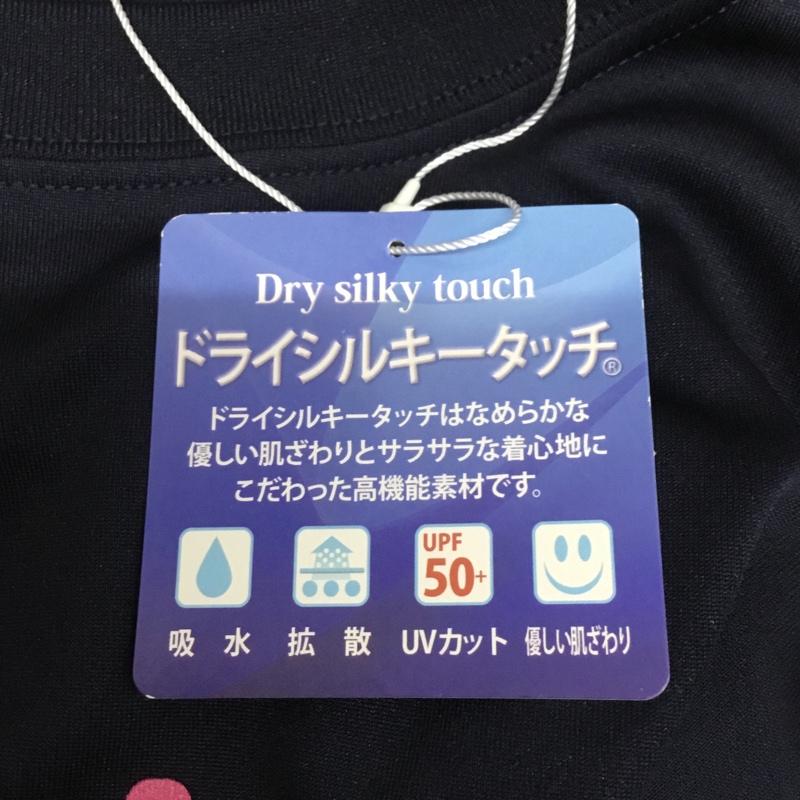 Dry silky touch
ドライシルキータッチ®
ドライシルキータッチはなめらかな
優しい肌ざわりとサラサラな着心地に
こだわった高機能素材です。
UPF
50+
吸水 拡散 UVカット 優しい肌ざわり